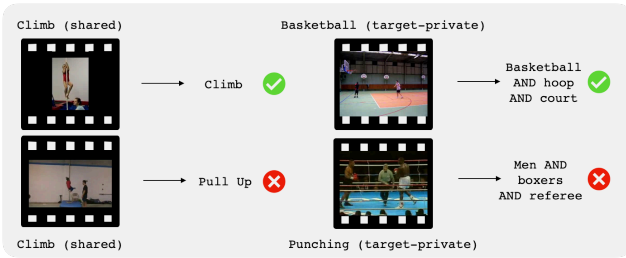 Climb (shared)
Climb
Climb (shared)
Pull Up
Basketball (target-private)
Basketball
AND hoop
AND court
Punching (target-private)
Men AND
boxers
AND referee